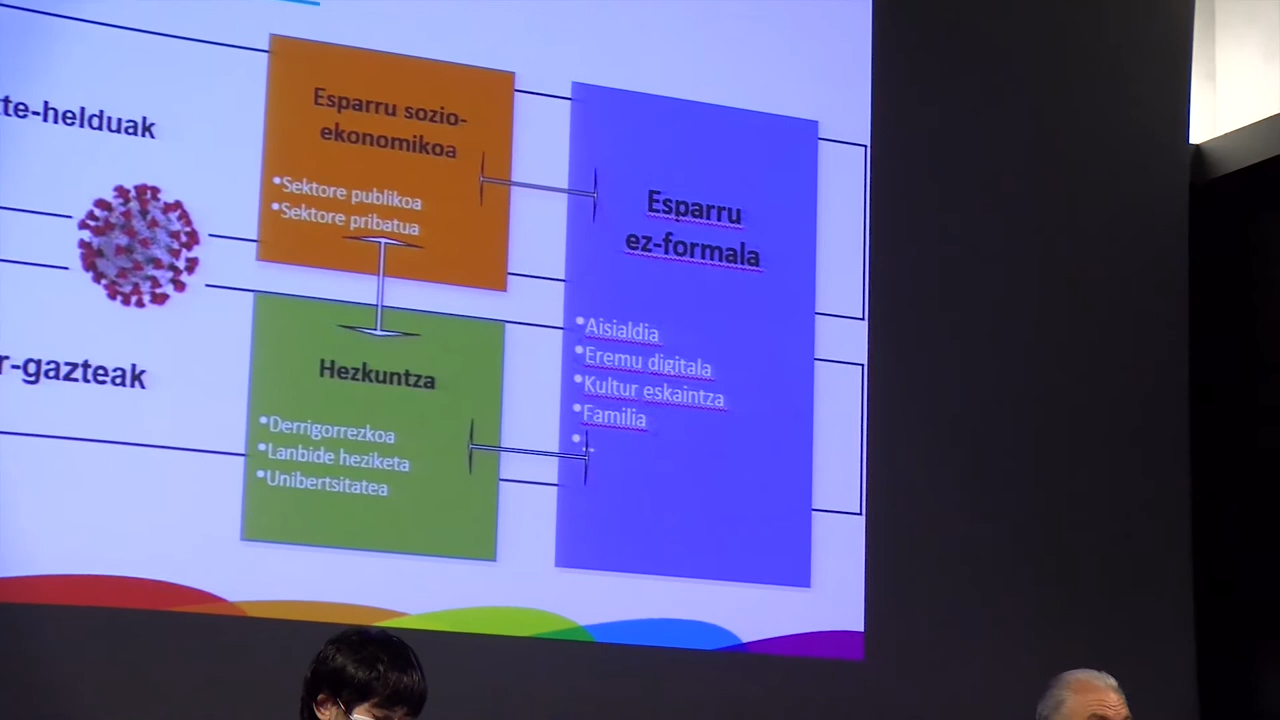 te-helduak
r-gazteak
Esparru sozio-
ekonomikoa
•Sektore publikoa
•Sektore pribatua
Hezkuntza
•Derrigorrezkoa
•Lanbide heziketa
•Unibertsitatea
Esparru
ez-formala
•Aisialdia
•Eremu digitala
•Kultur eskaintza
•Familia